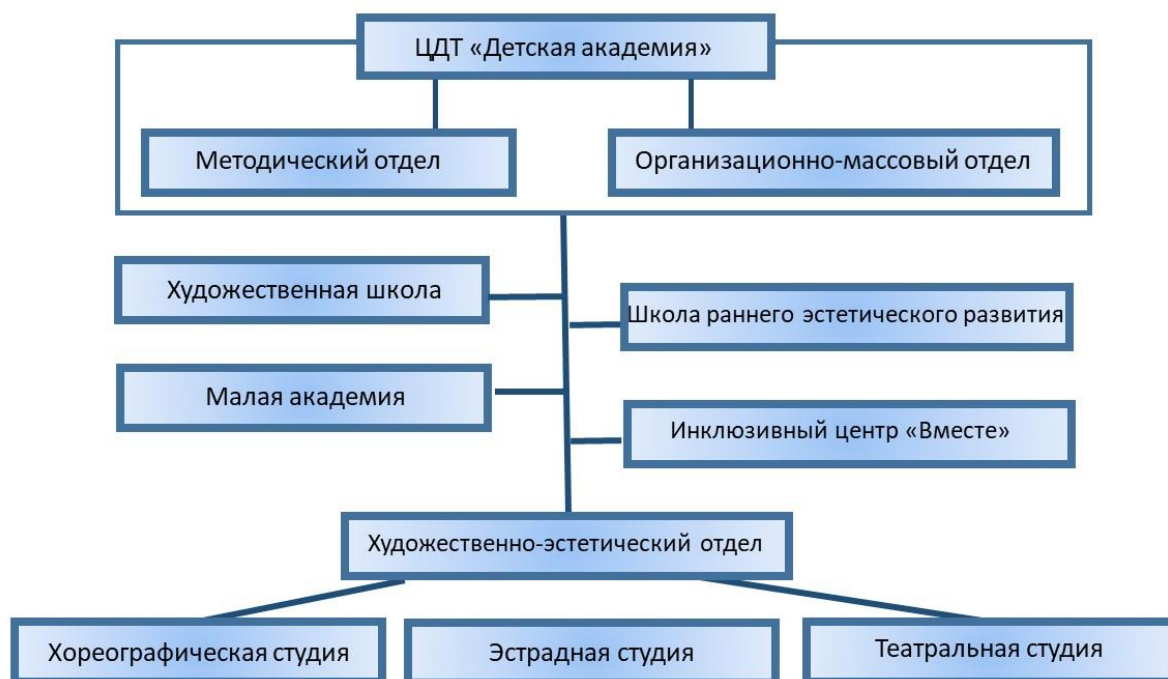 ЦДТ «Детская академия»
Методический отдел
Организационно-массовый отдел
Художественная школа
Школа раннего эстетического развития
Малая академия
Инклюзивный центр «Вместе»
Художественно-эстетический отдел
Хореографическая студия
Эстрадная студия
Театральная студия